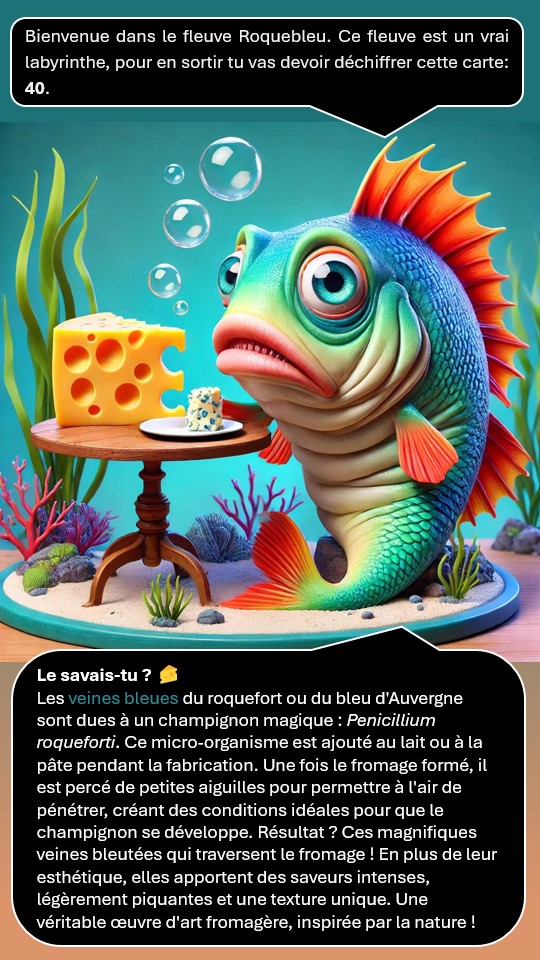 Bienvenue dans le fleuve Roquebleu. Ce fleuve est un vrai
labyrinthe, pour en sortir tu vas devoir déchiffrer cette carte:
40.
Le savais-tu ? 🧀
Les veines bleues du roquefort ou du bleu d'Auvergne
sont dues à un champignon magique : Penicillium
roqueforti. Ce micro-organisme est ajouté au lait ou à la
pâte pendant la fabrication. Une fois le fromage formé, il
est percé de petites aiguilles pour permettre à l'air de
pénétrer, créant des conditions idéales pour que le
champignon se développe. Résultat ? Ces magnifiques
veines bleutées qui traversent le fromage ! En plus de leur
esthétique, elles apportent des saveurs intenses,
légèrement piquantes et une texture unique. Une
véritable œuvre d'art fromagère, inspirée par la nature !